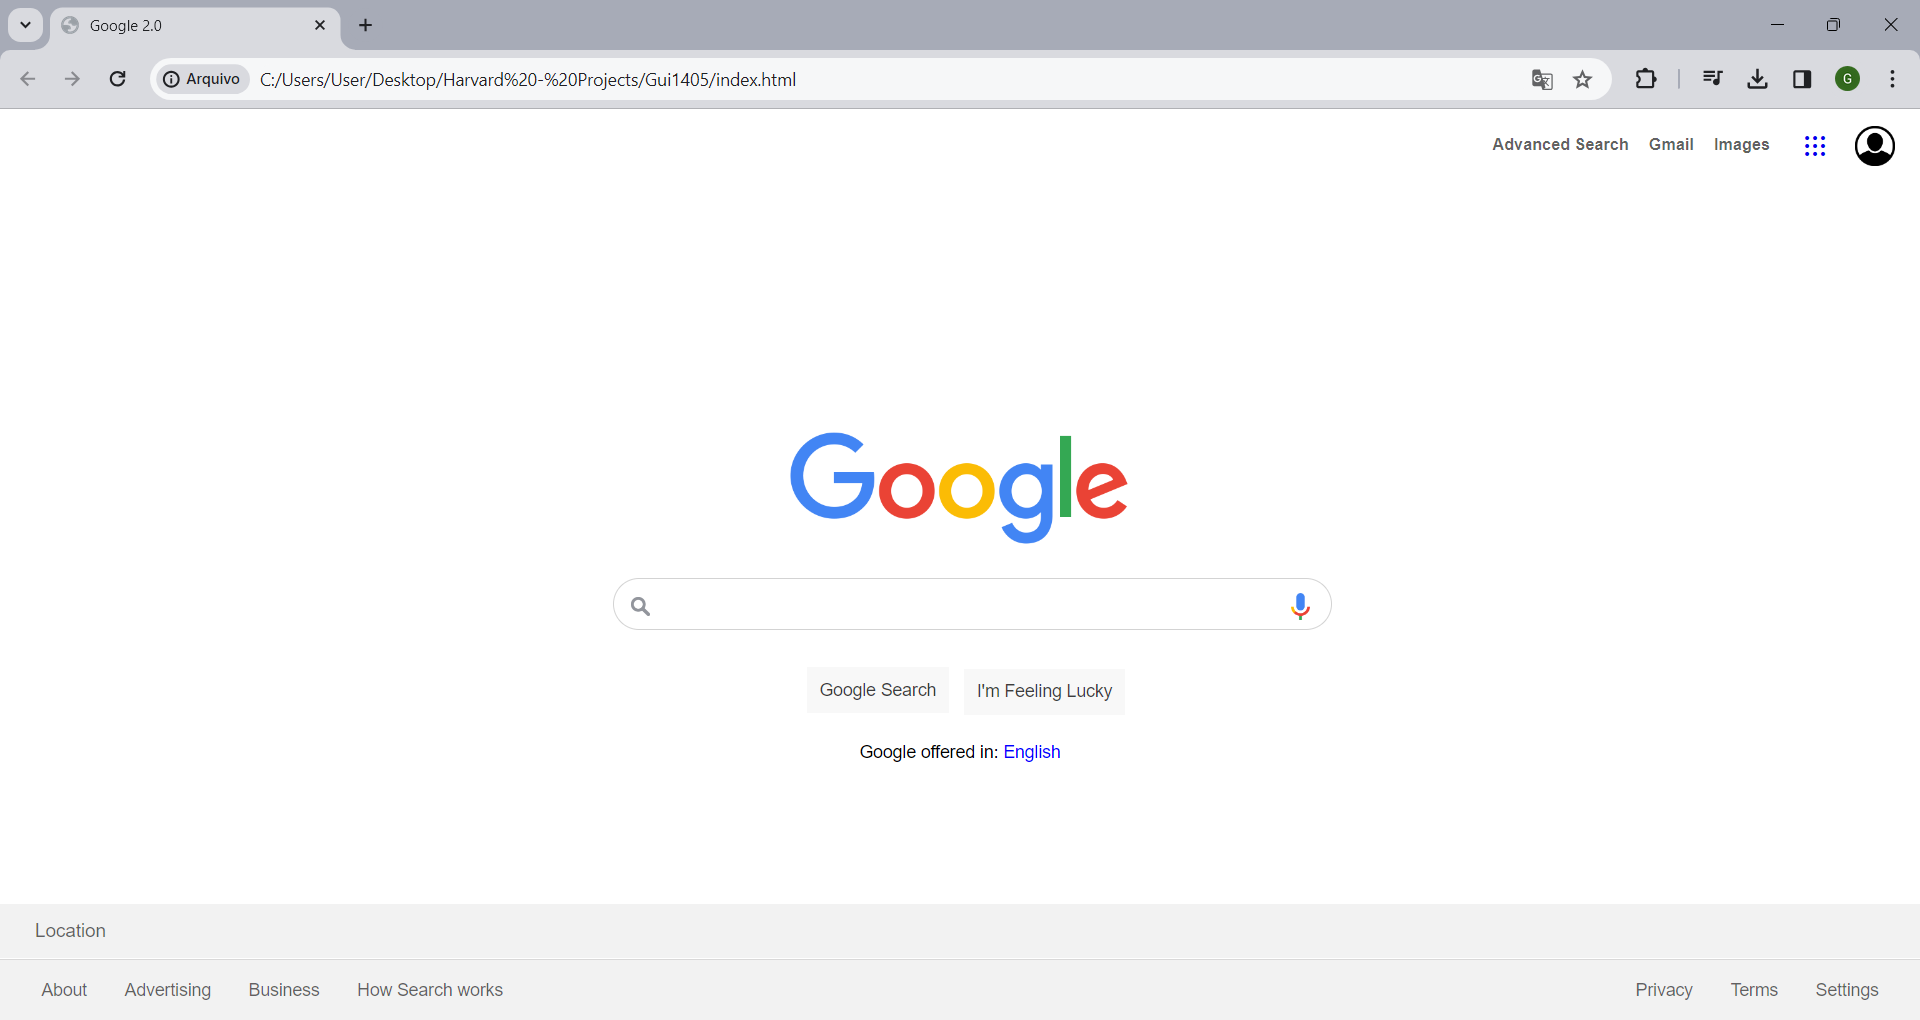 Google 2.0
Arquivo C:/Users/User/Desktop/Harvard%20-%20Projects/Gui1405/index.html G
Advanced Search Gmail Images
Google
Google Search I'm Feeling Lucky
Google offered in: English
Location
About Advertising Business How Search works Privacy Terms Settings